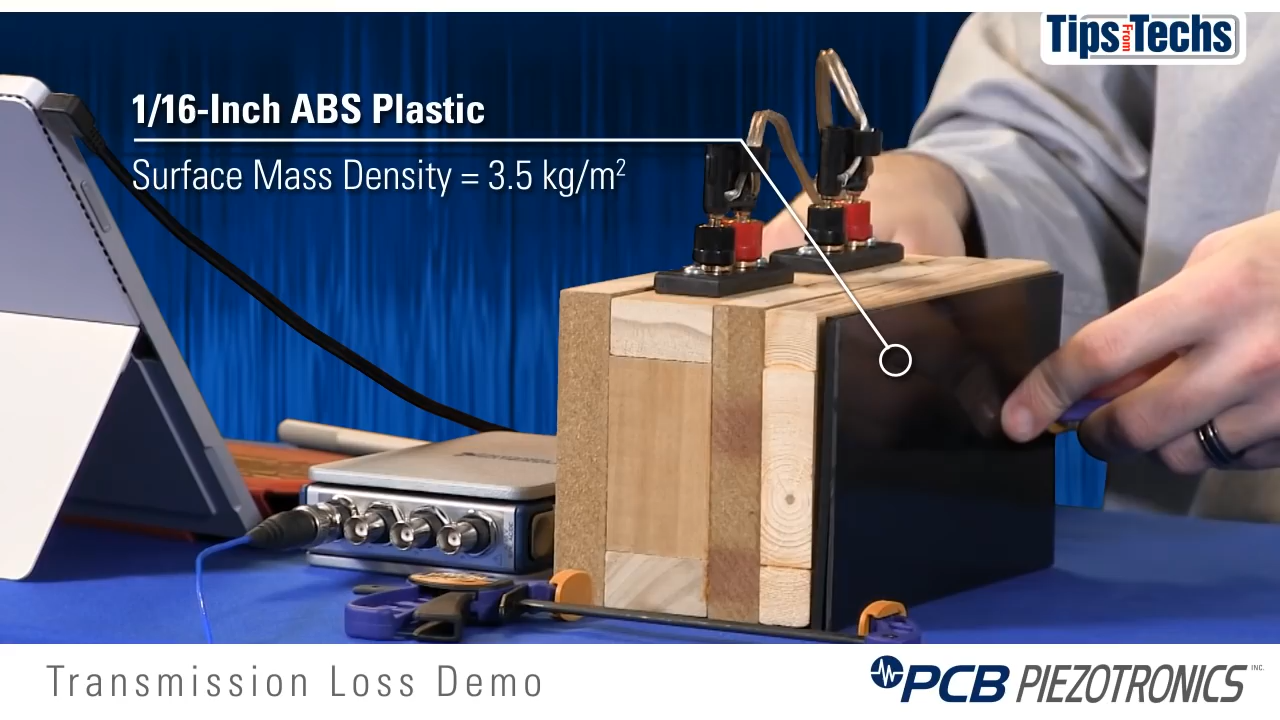 Tips From Techs
1/16-Inch ABS Plastic
Surface Mass Density = 3.5 kg/m²
Transmission Loss Demo
PCB PIEZOTRONICS INC.